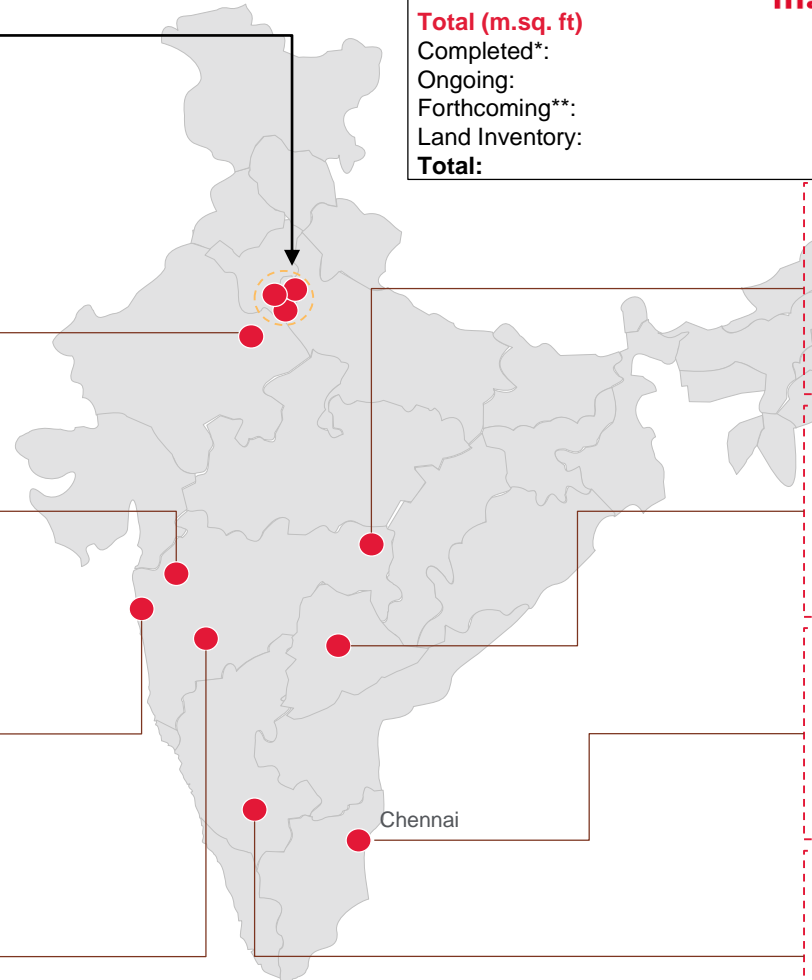 Total (m.sq. ft)
Completed*:
Ongoing:
Forthcoming**:
Land Inventory:
Total:
Chennai